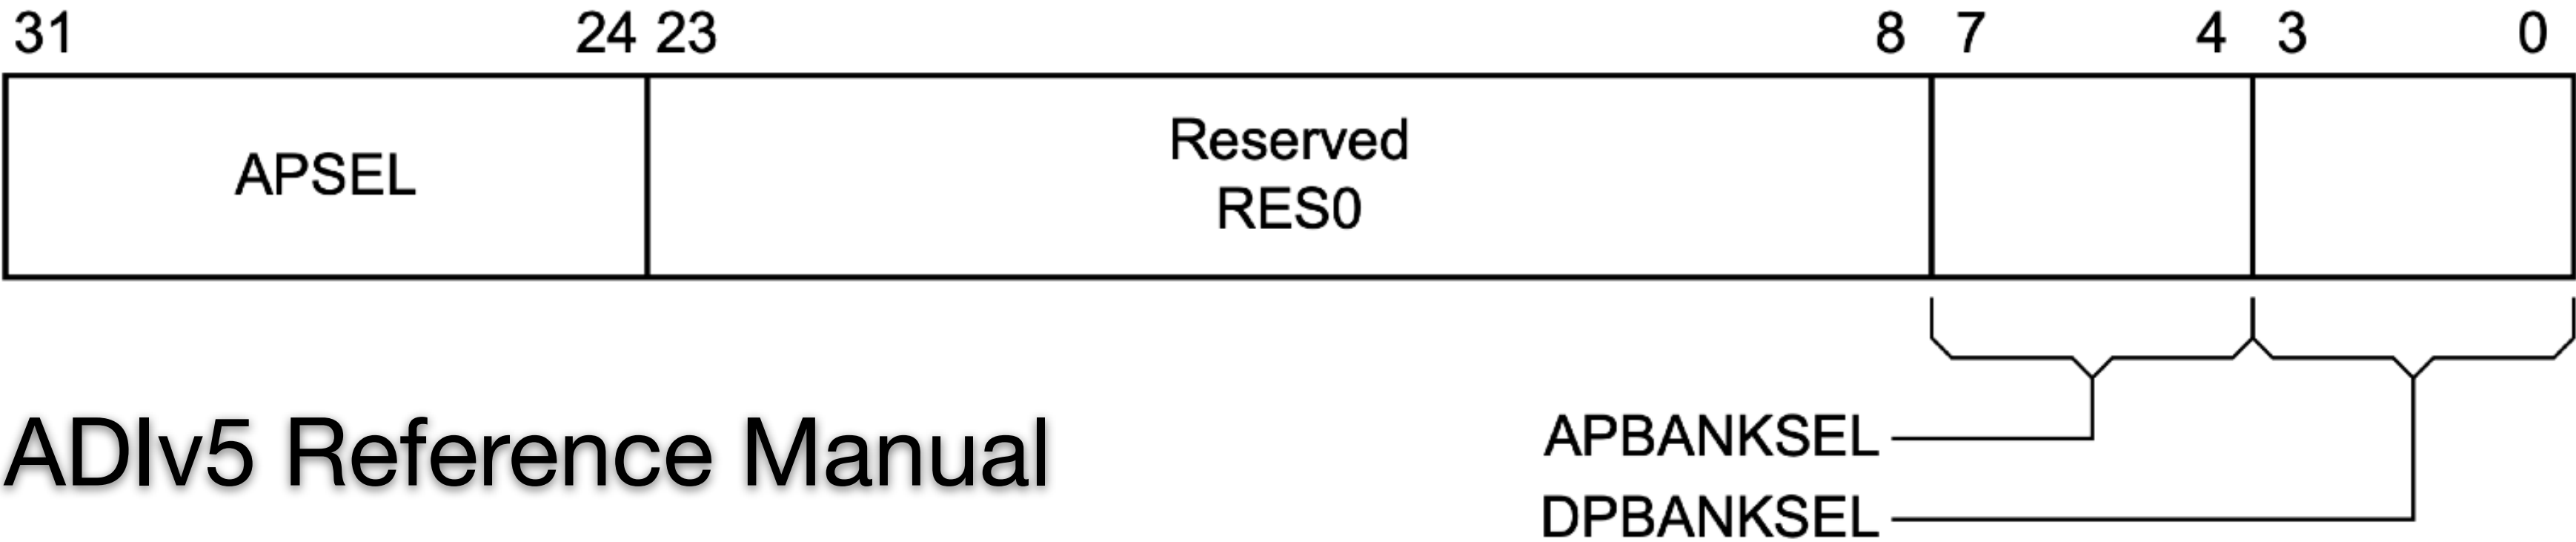 31 24 23 8 7 4 3 0
APSEL
Reserved
RES0
APBANKSEL
DPBANKSEL
ADIv5 Reference Manual